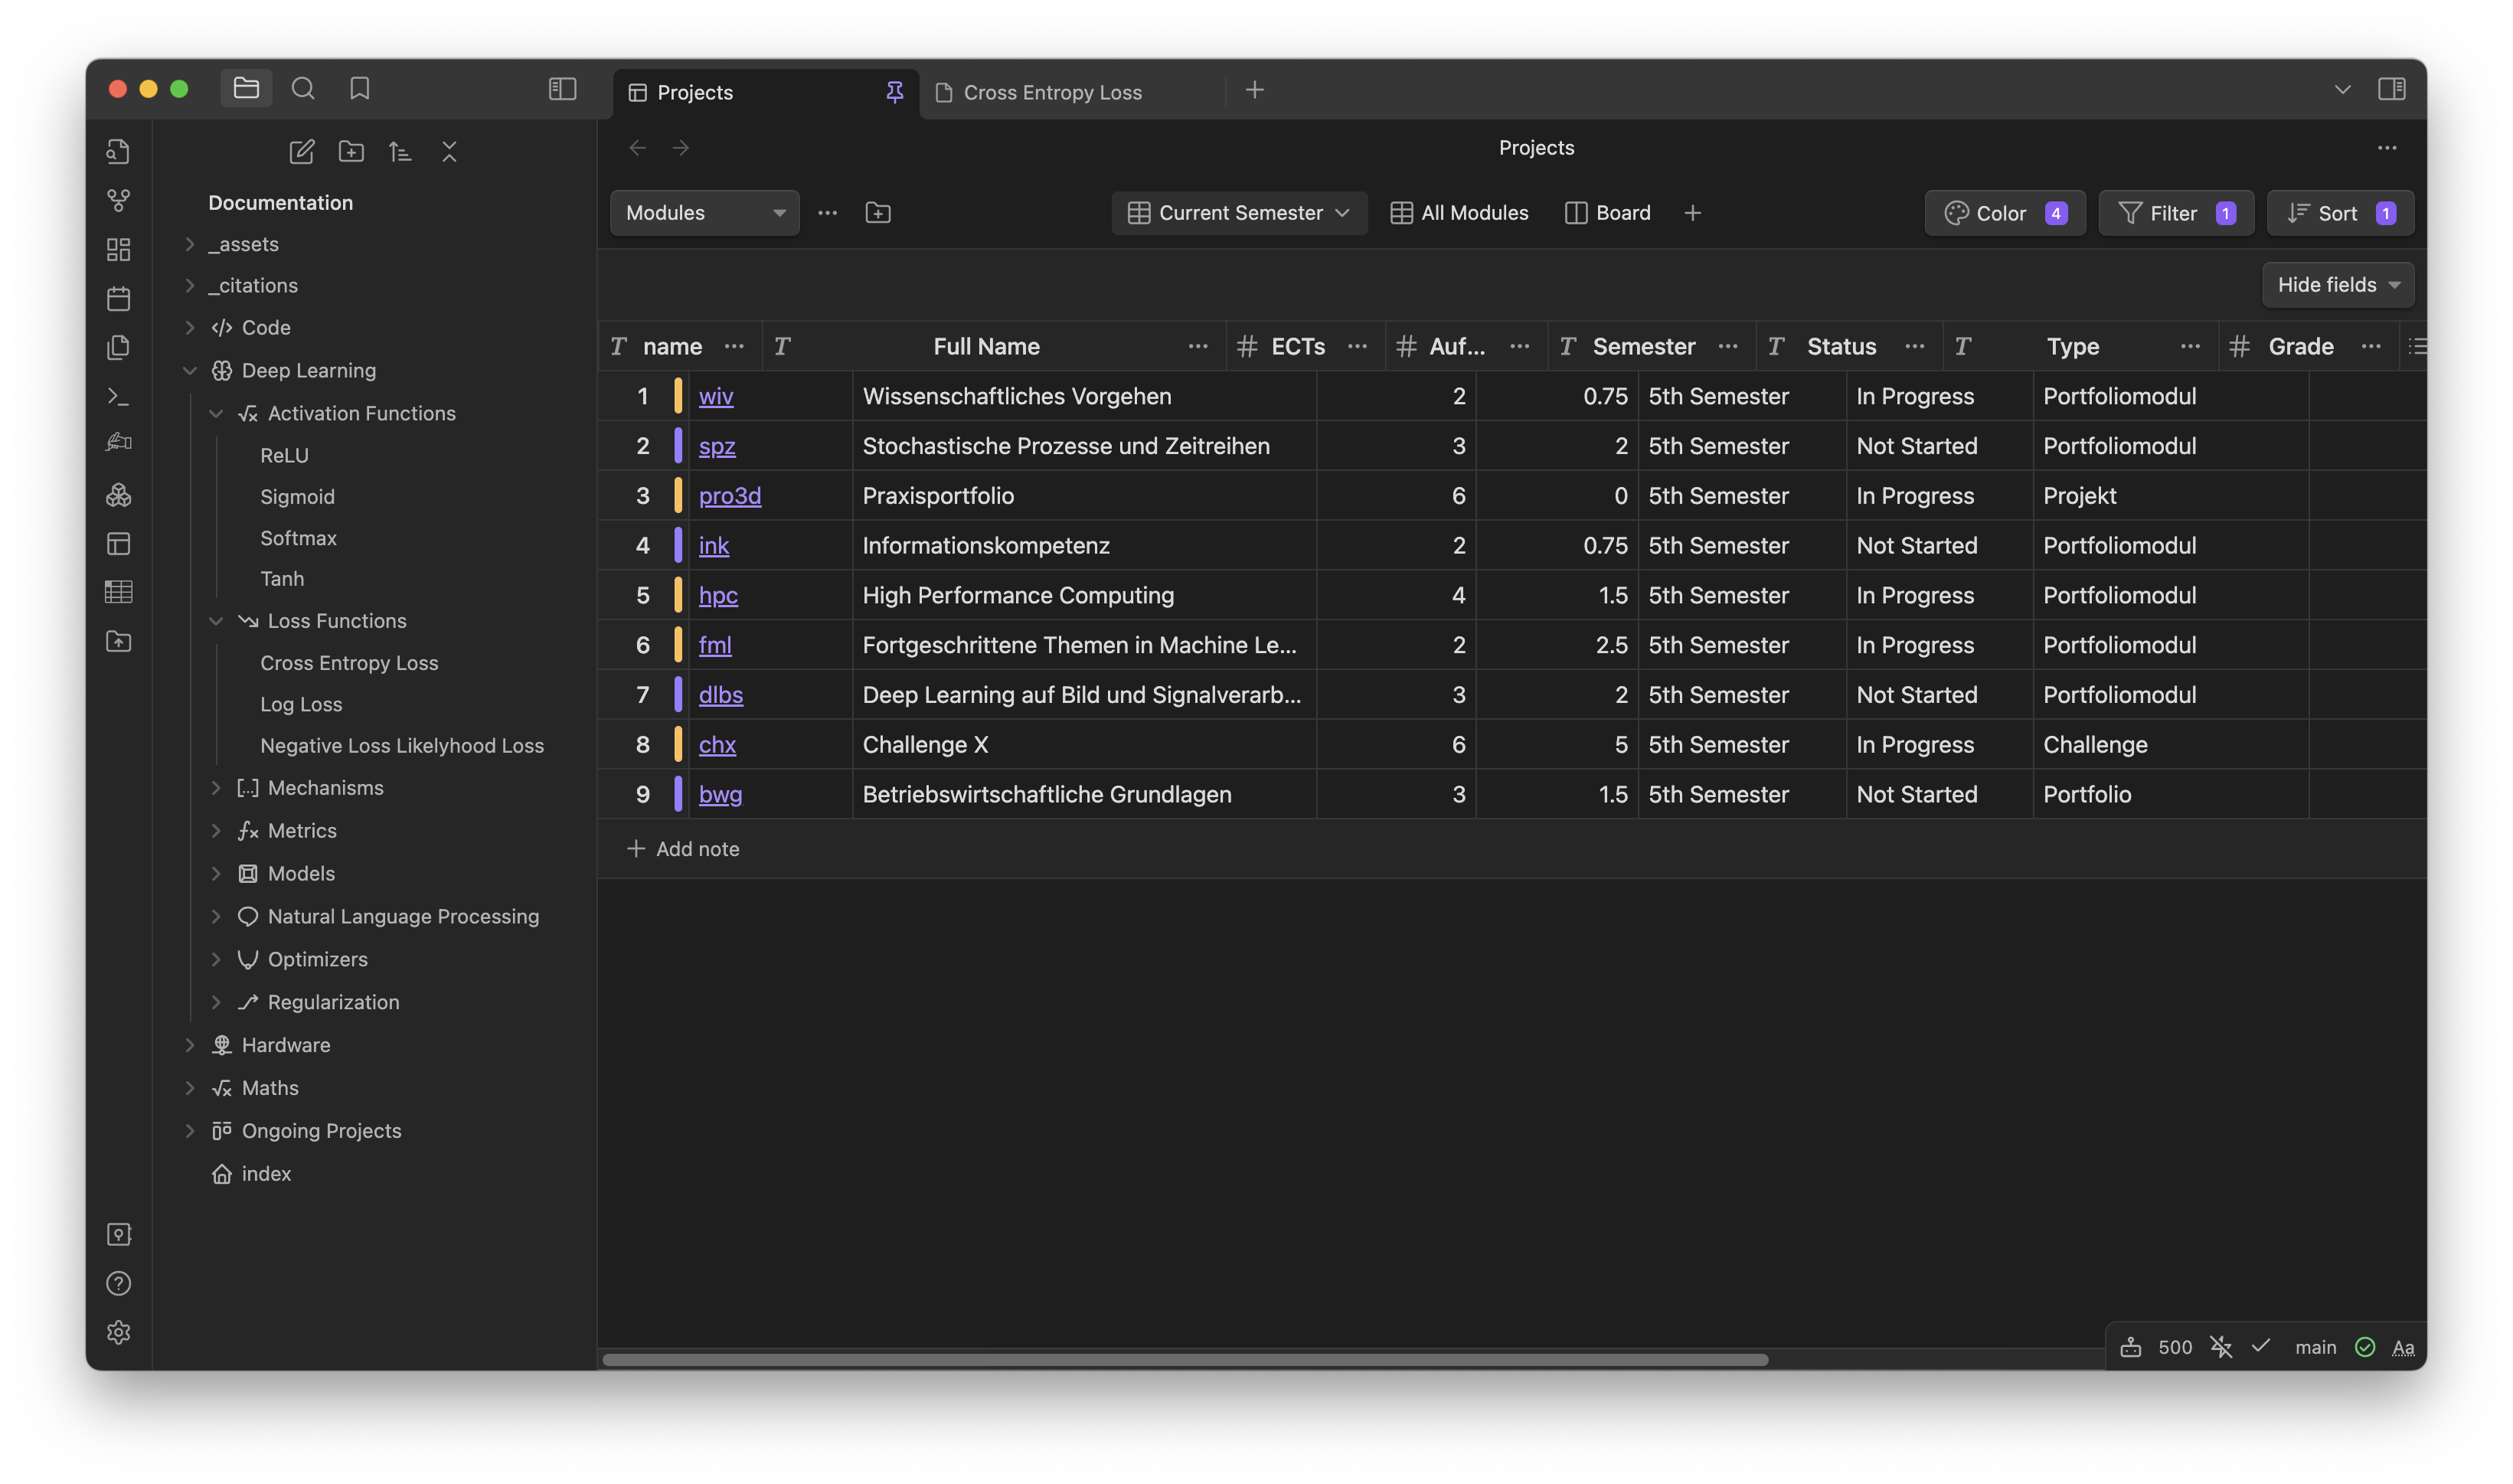 Projects
Cross Entropy Loss
Documentation
_assets
_citations
Code
Deep Learning
Activation Functions
ReLU
Sigmoid
Softmax
Tanh
Loss Functions
Cross Entropy Loss
Log Loss
Negative Loss Likelyhood Loss
Mechanisms
Metrics
Models
Natural Language Processing
Optimizers
Regularization
Hardware
Maths
Ongoing Projects
index
Projects
Modules
Current Semester
All Modules
Board
Color 4
Filter 1
Sort 1
Hide fields
name Full Name ECTs Auf... Semester Status Type Grade
1 wiv Wissenschaftliches Vorgehen 2 0.75 5th Semester In Progress Portfoliomodul
2 spz Stochastische Prozesse und Zeitreihen 3 2 5th Semester Not Started Portfoliomodul
3 pro3d Praxisportfolio 6 0 5th Semester In Progress Projekt
4 ink Informationskompetenz 2 0.75 5th Semester Not Started Portfoliomodul
5 hpc High Performance Computing 4 1.5 5th Semester In Progress Portfoliomodul
6 fml Fortgeschrittene Themen in Machine Le... 2 2.5 5th Semester In Progress Portfoliomodul
7 dlbs Deep Learning auf Bild und Signalverarb... 3 2 5th Semester Not Started Portfoliomodul
8 chx Challenge X 6 5 5th Semester In Progress Challenge
9 bwg Betriebswirtschaftliche Grundlagen 3 1.5 5th Semester Not Started Portfolio
Add note
500 main Aa